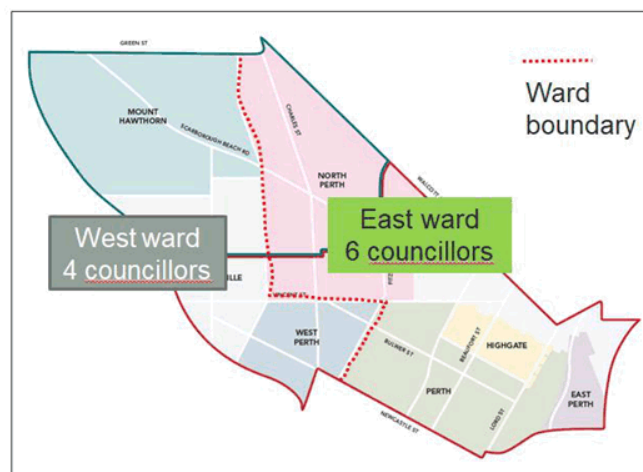 GREEN ST
Ward
boundary
MOUNT
HAWTHORN
SCARBOROUGH BEACH RD
CHARLES ST
NORTH
PERTH
WALCOTT
West ward
4 councillors
East ward
6 councillors
VINCENT ST
WEST
PERTH
BULWER ST
BEAUFORT ST
HIGHGATE
PERTH
LORD ST
EAST
PERTH
NEWCASTLE ST